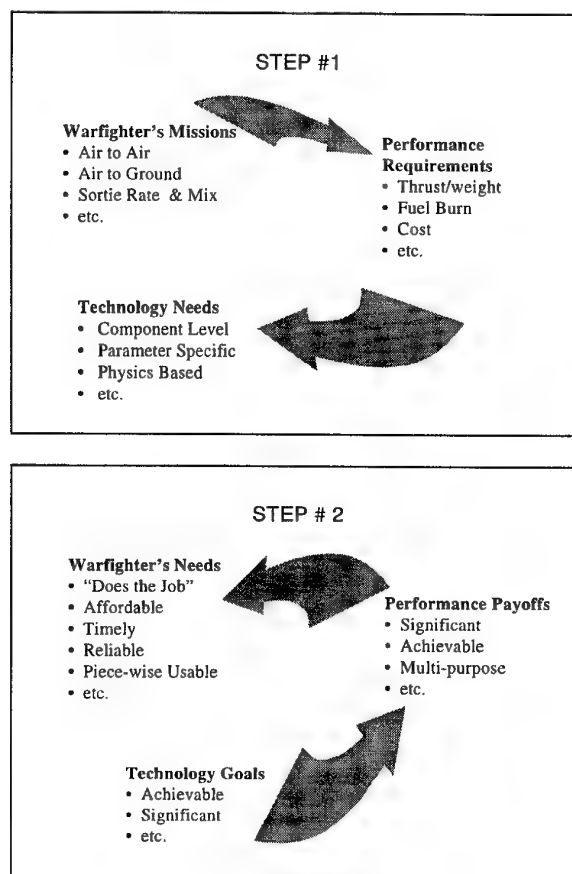 STEP #1
Warfighter's Missions
• Air to Air
• Air to Ground
• Sortie Rate & Mix
• etc.
Performance
Requirements
• Thrust/weight
• Fuel Burn
• Cost
• etc.
Technology Needs
• Component Level
• Parameter Specific
• Physics Based
• etc.
STEP # 2
Warfighter's Needs
• "Does the Job"
• Affordable
• Timely
• Reliable
• Piece-wise Usable
• etc.
Performance Payoffs
• Significant
• Achievable
• Multi-purpose
• etc.
Technology Goals
• Achievable
• Significant
• etc.